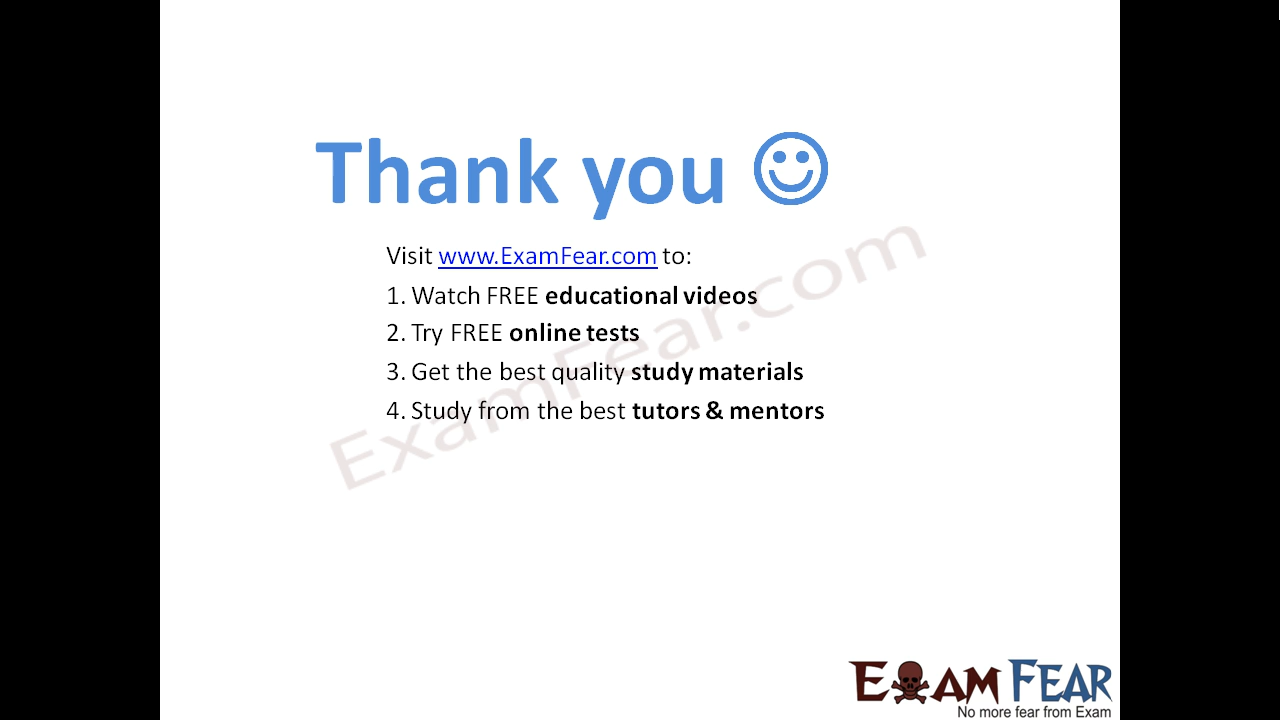 Thank you
Visit www.ExamFear.com to:
1. Watch FREE educational videos
2. Try FREE online tests
3. Get the best quality study materials
4. Study from the best tutors & mentors
ExamFear.com
EXAM FEAR
No more fear from Exam